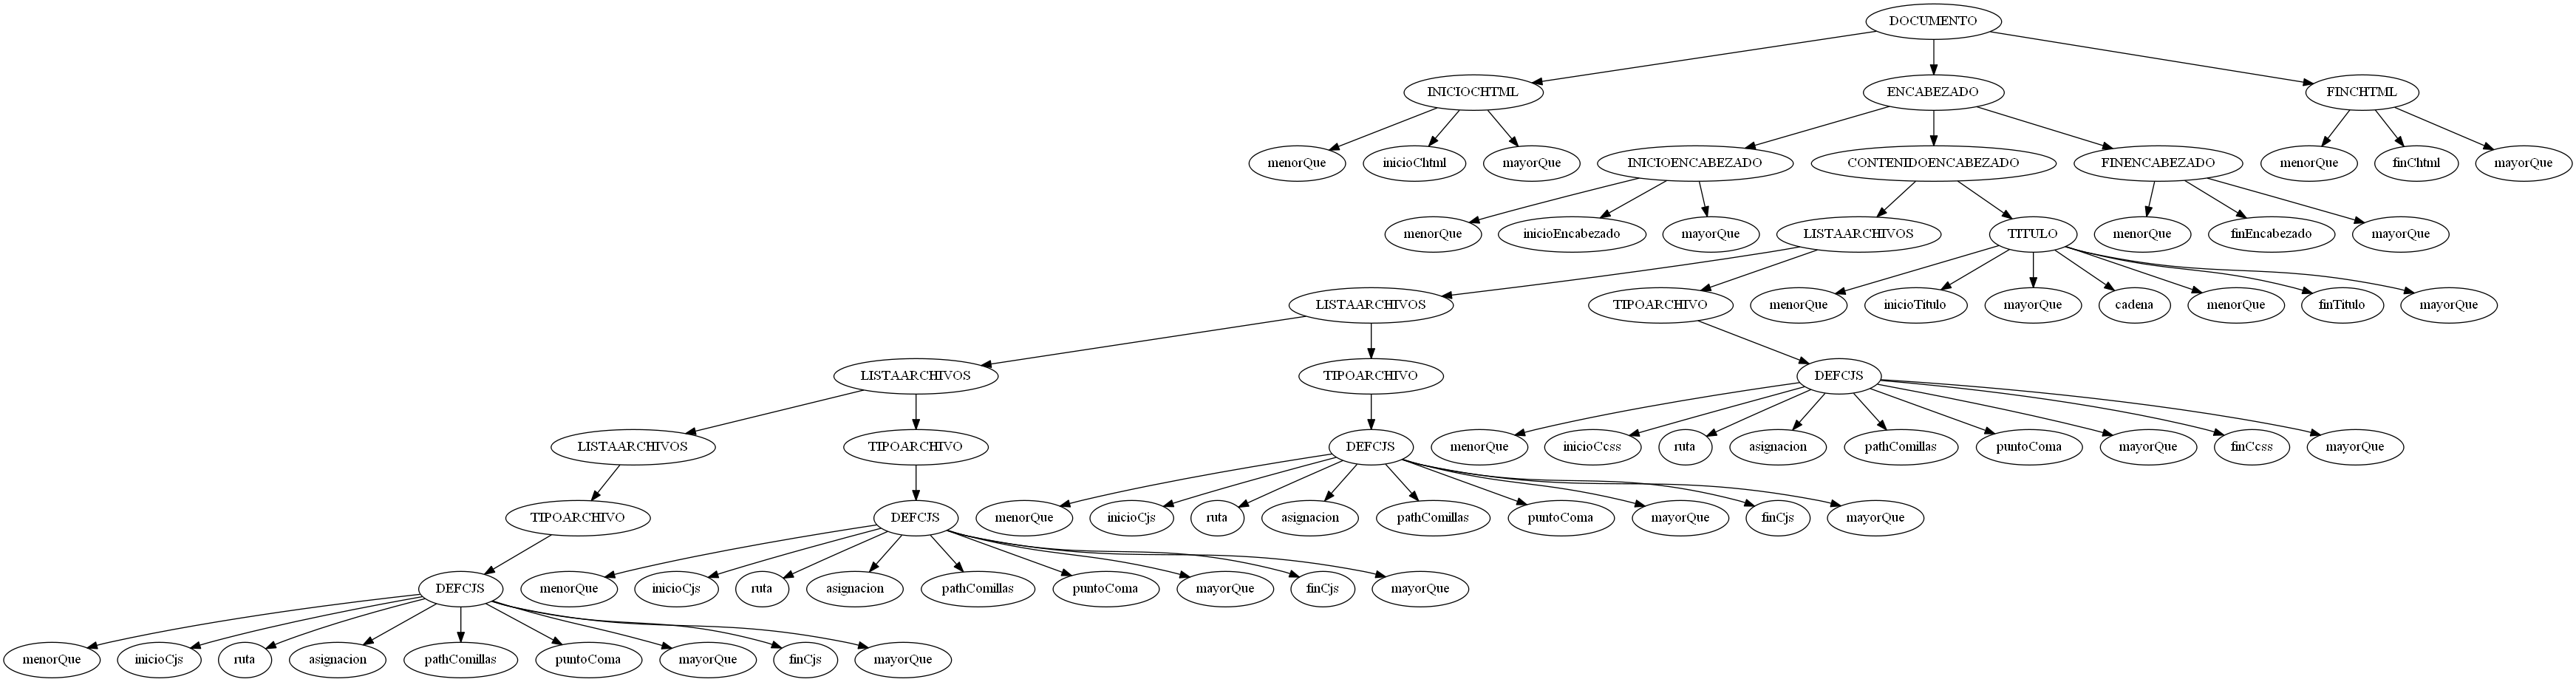 DOCUMENTO
INICIOCHTML ENCABEZADO FINCHTML
menorQue inicioChtml mayorQue INICIOENCABEZADO CONTENIDOENCABEZADO FINENCABEZADO menorQue finChtml mayorQue
menorQue inicioEncabezado mayorQue LISTAARCHIVOS TITULO menorQue finEncabezado mayorQue
LISTAARCHIVOS TIPOARCHIVO menorQue inicioTitulo mayorQue cadena menorQue finTitulo mayorQue
LISTAARCHIVOS TIPOARCHIVO DEFCJS
LISTAARCHIVOS TIPOARCHIVO DEFCJS menorQue inicioCcss ruta asignacion pathComillas puntoComa mayorQue finCcss mayorQue
TIPOARCHIVO DEFCJS menorQue inicioCjs ruta asignacion pathComillas puntoComa mayorQue finCjs mayorQue
DEFCJS menorQue inicioCjs ruta asignacion pathComillas puntoComa mayorQue finCjs mayorQue
menorQue inicioCjs ruta asignacion pathComillas puntoComa mayorQue finCjs mayorQue